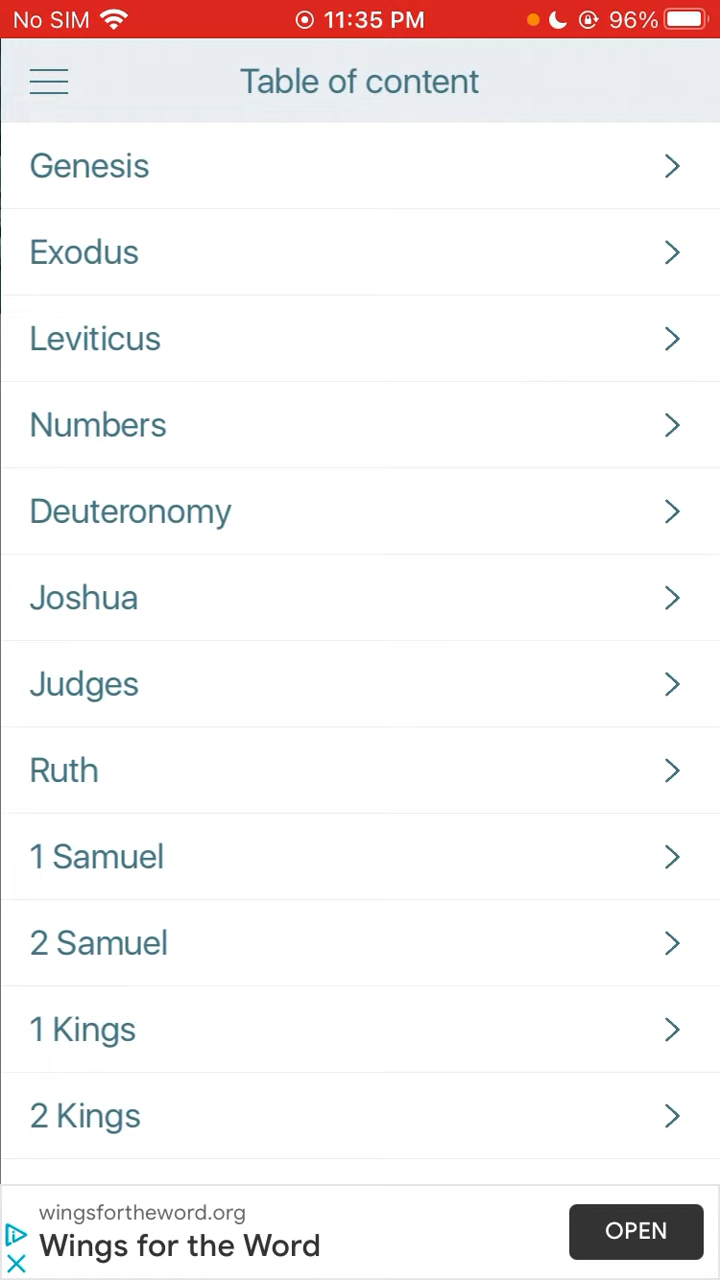 No SIM 11:35 PM 96%
Table of content
Genesis
Exodus
Leviticus
Numbers
Deuteronomy
Joshua
Judges
Ruth
1 Samuel
2 Samuel
1 Kings
2 Kings
wingsfortheword.org
Wings for the Word
OPEN